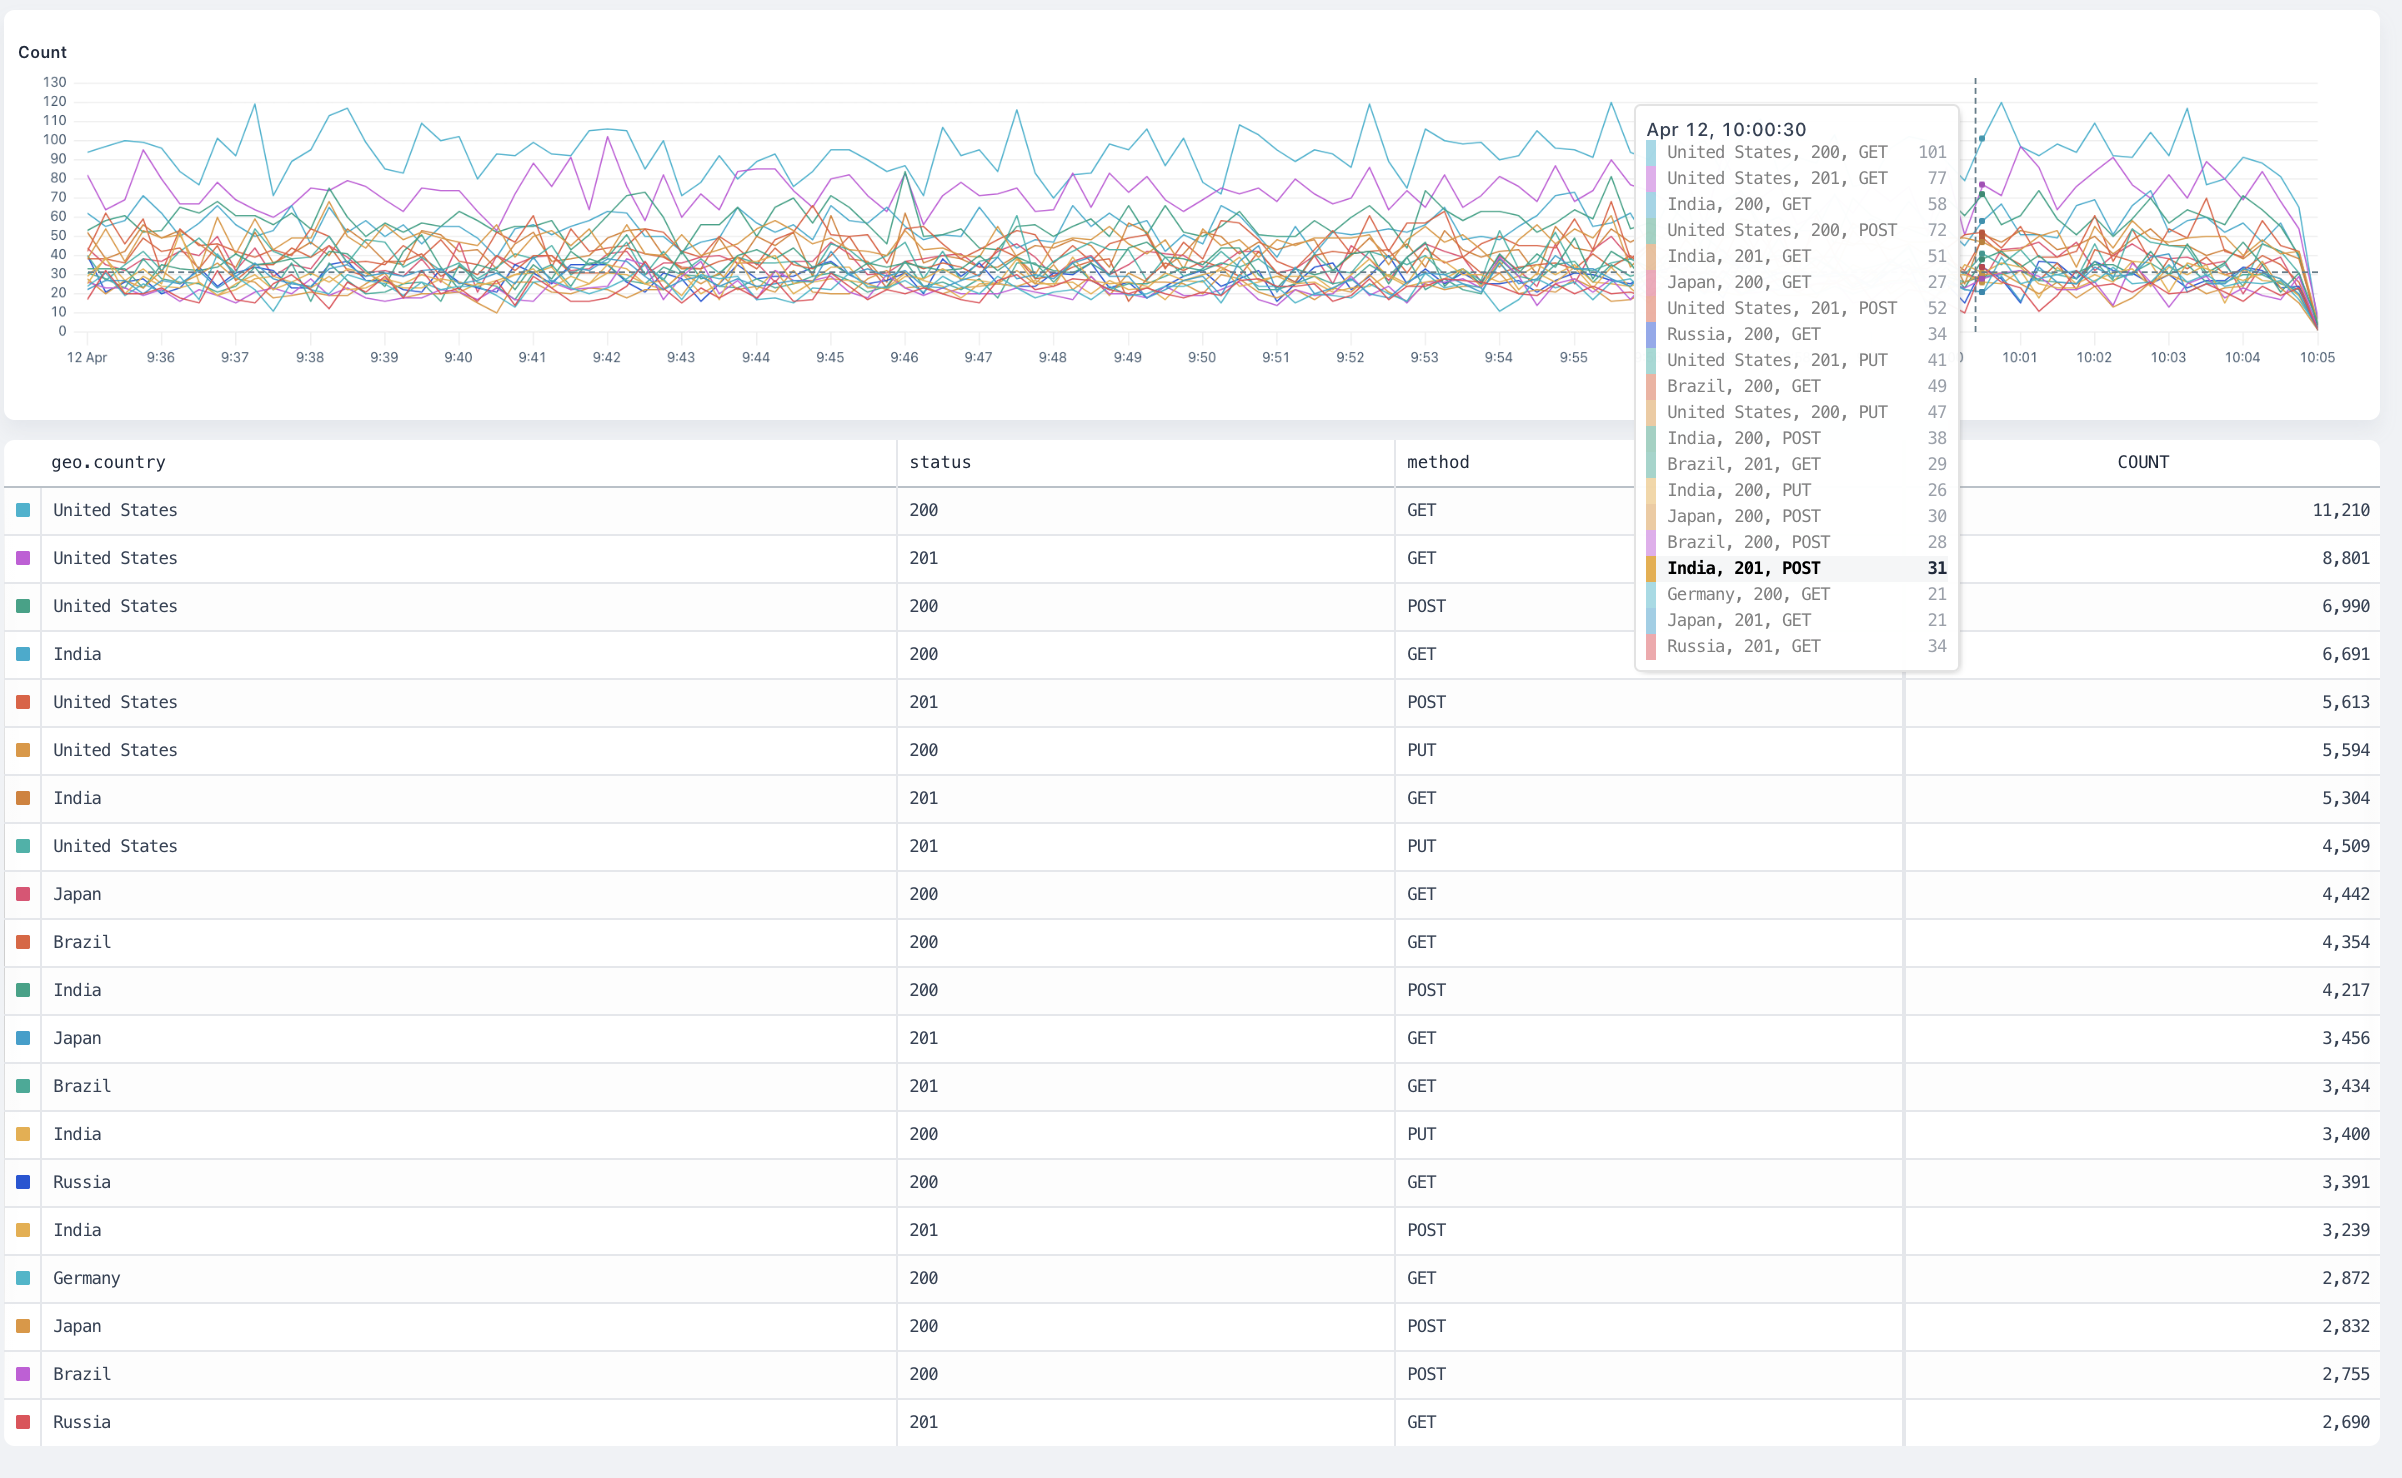 Count
130
120
110
100
90
80
70
60
50
40
30
20
10
0
12 Apr 9:36 9:37 9:38 9:39 9:40 9:41 9:42 9:43 9:44 9:45 9:46 9:47 9:48 9:49 9:50 9:51 9:52 9:53 9:54 9:55 10:01 10:02 10:03 10:04 10:05
Apr 12, 10:00:30
United States, 200, GET 101
United States, 201, GET 77
India, 200, GET 58
United States, 200, POST 72
India, 201, GET 51
Japan, 200, GET 27
United States, 201, POST 52
Russia, 200, GET 34
United States, 201, PUT 41
Brazil, 200, GET 49
United States, 200, PUT 47
India, 200, POST 38
Brazil, 201, GET 29
India, 200, PUT 26
Japan, 200, POST 30
Brazil, 200, POST 28
India, 201, POST 31
Germany, 200, GET 21
Japan, 201, GET 21
Russia, 201, GET 34
geo.country status method COUNT
United States 200 GET 11,210
United States 201 GET 8,801
United States 200 POST 6,990
India 200 GET 6,691
United States 201 POST 5,613
United States 200 PUT 5,594
India 201 GET 5,304
United States 201 PUT 4,509
Japan 200 GET 4,442
Brazil 200 GET 4,354
India 200 POST 4,217
Japan 201 GET 3,456
Brazil 201 GET 3,434
India 200 PUT 3,400
Russia 200 GET 3,391
India 201 POST 3,239
Germany 200 GET 2,872
Japan 200 POST 2,832
Brazil 200 POST 2,755
Russia 201 GET 2,690